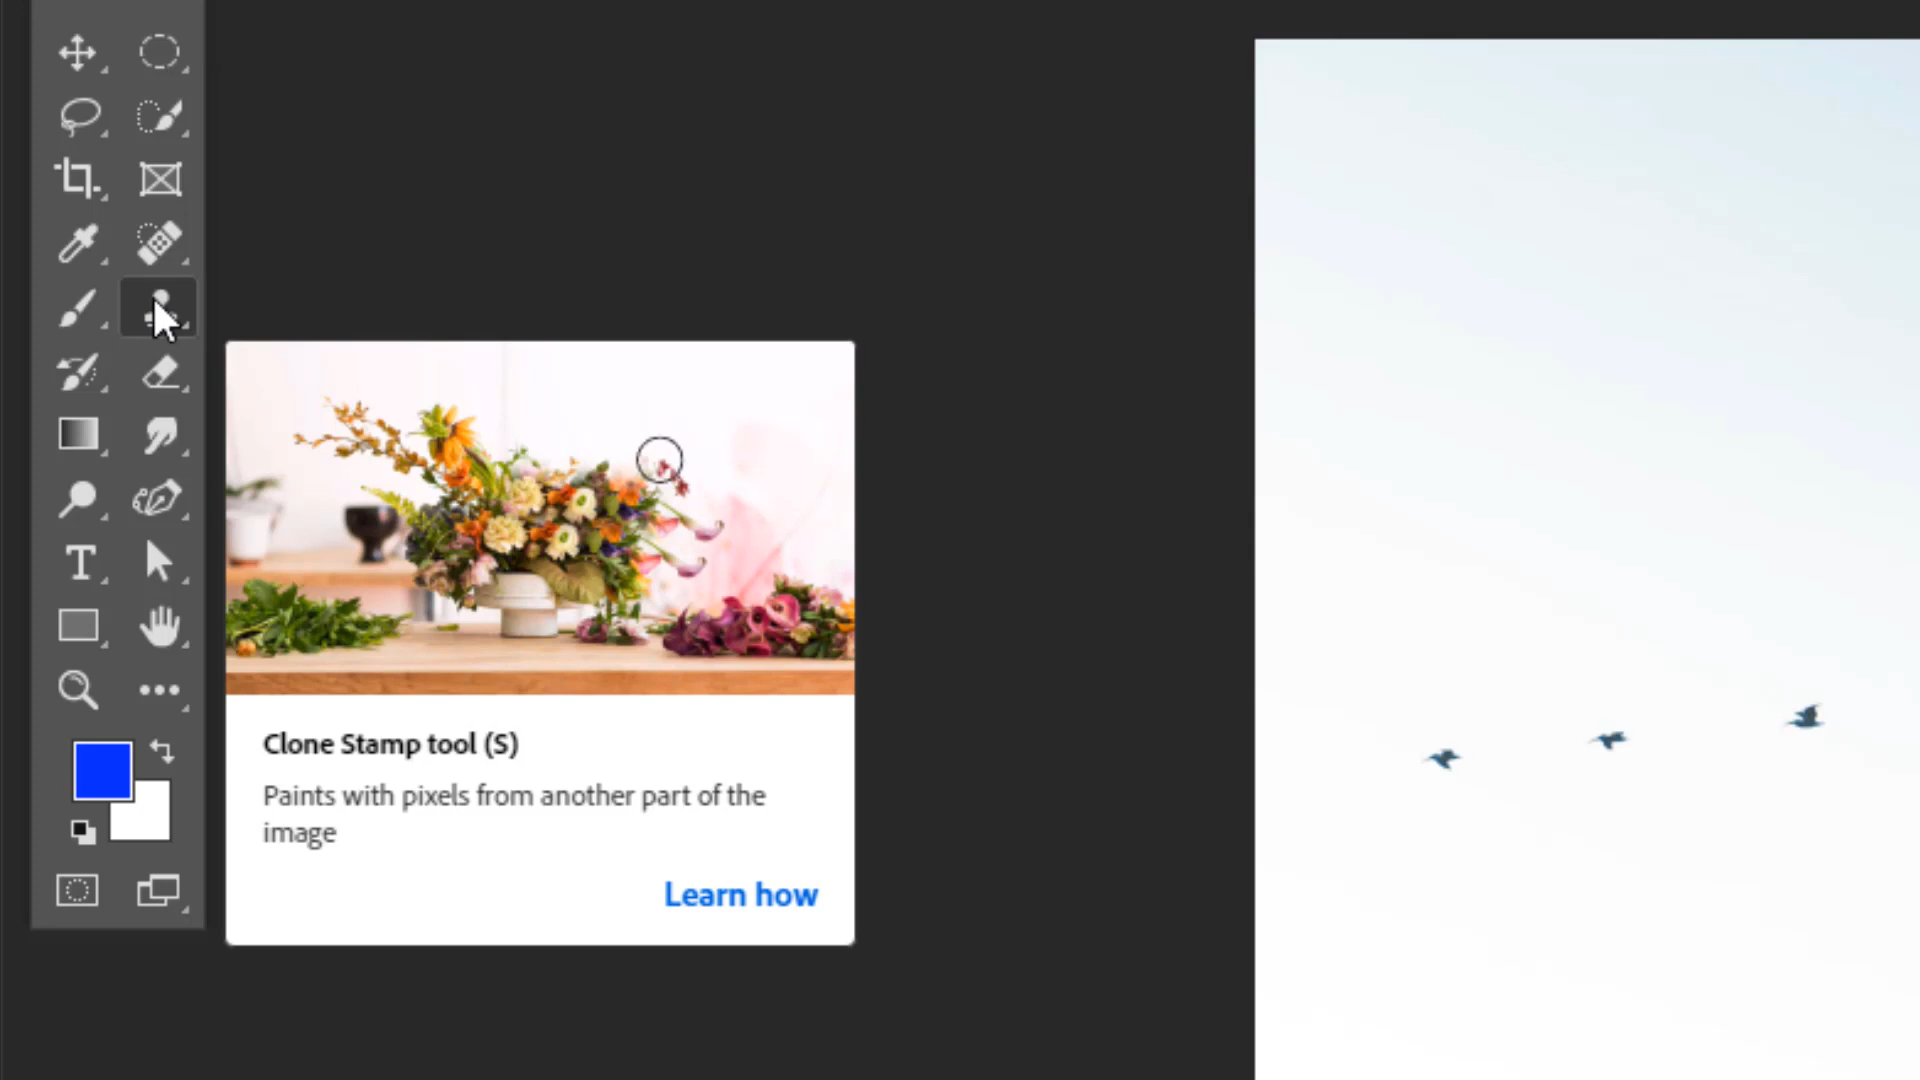 Clone Stamp tool (S)
Paints with pixels from another part of the
image
Learn how